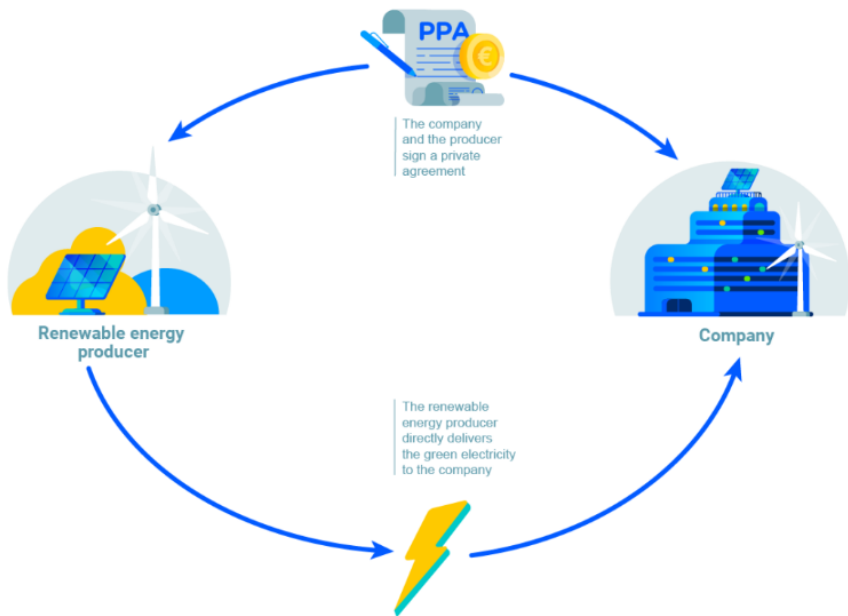 PPA
€
The company
and the producer
sign a private
agreement
Renewable energy
producer
Company
The renewable
energy producer
directly delivers
the green electricity
to the company